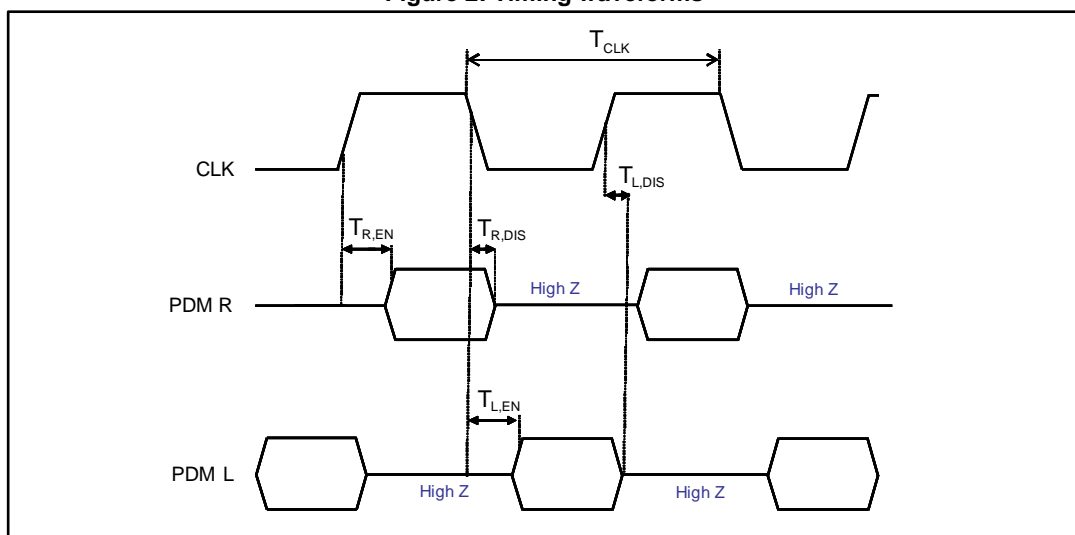 Figure 2. Timing waveforms
T_CLK
CLK
T_L,DIS
T_R,EN
T_R,DIS
PDM R
High Z
High Z
T_L,EN
PDM L
High Z
High Z